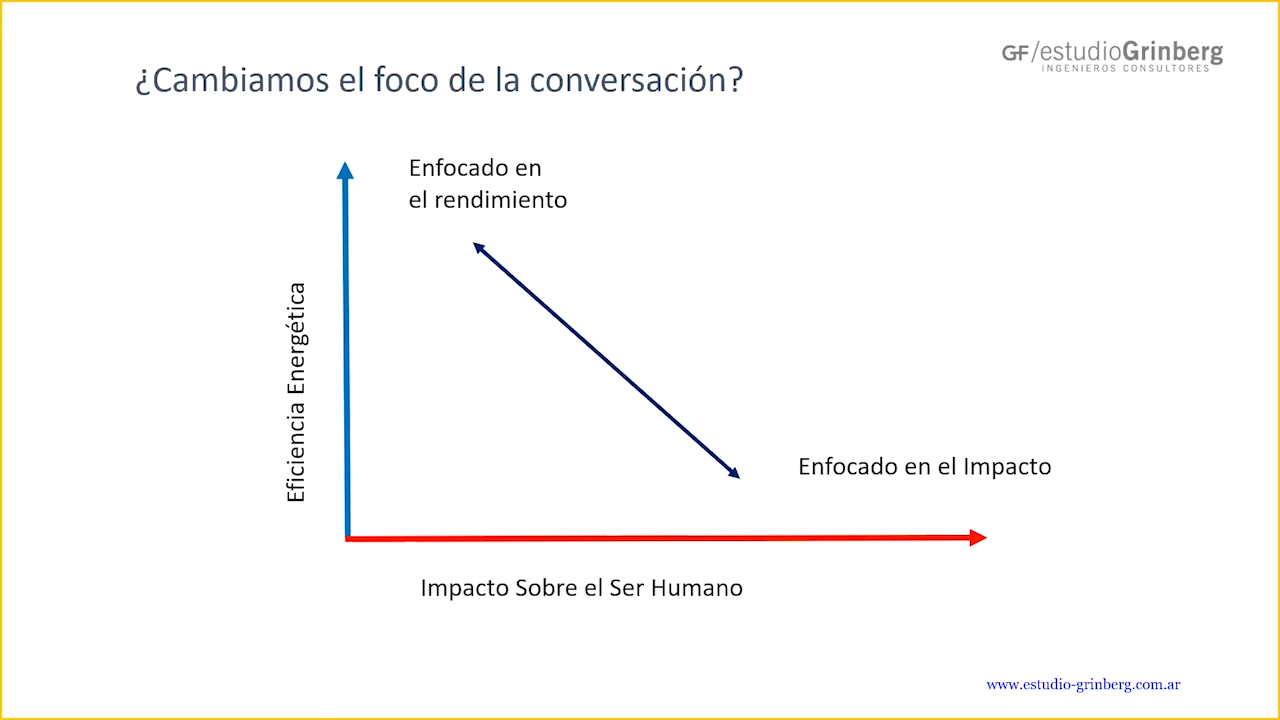 GF/estudioGrinberg
INGENIEROS CONSULTORES
¿Cambiamos el foco de la conversación?
Enfocado en
el rendimiento
Eficiencia Energética
Enfocado en el Impacto
Impacto Sobre el Ser Humano
www.estudio-grinberg.com.ar